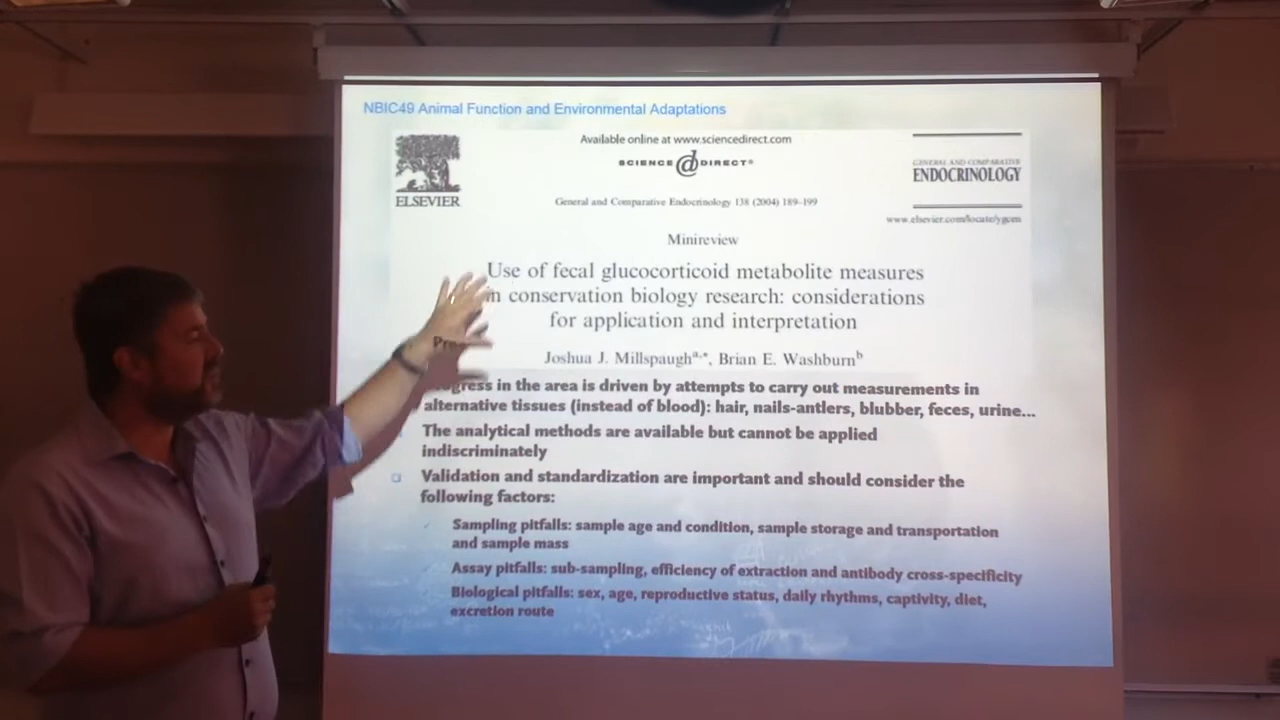 NBIC49 Animal Function and Environmental Adaptations
Available online at www.sciencedirect.com
SCIENCE @ DIRECT®
ELSEVIER
GENERAL AND COMPARATIVE
ENDOCRINOLOGY
General and Comparative Endocrinology 138 (2004) 189–199
www.elsevier.com/locate/ygcen
Minireview
Use of fecal glucocorticoid metabolite measures
in conservation biology research: considerations
for application and interpretation
Joshua J. Millspaugh a,*, Brian E. Washburn b
in the area is driven by attempts to carry out measurements in
alternative tissues (instead of blood): hair, nails-antlers, blubber, feces, urine...
The analytical methods are available but cannot be applied
indiscriminately
Validation and standardization are important and should consider the
following factors:
Sampling pitfalls: sample age and condition, sample storage and transportation
and sample mass
Assay pitfalls: sub-sampling, efficiency of extraction and antibody cross-specificity
Biological pitfalls: sex, age, reproductive status, daily rhythms, captivity, diet,
excretion route